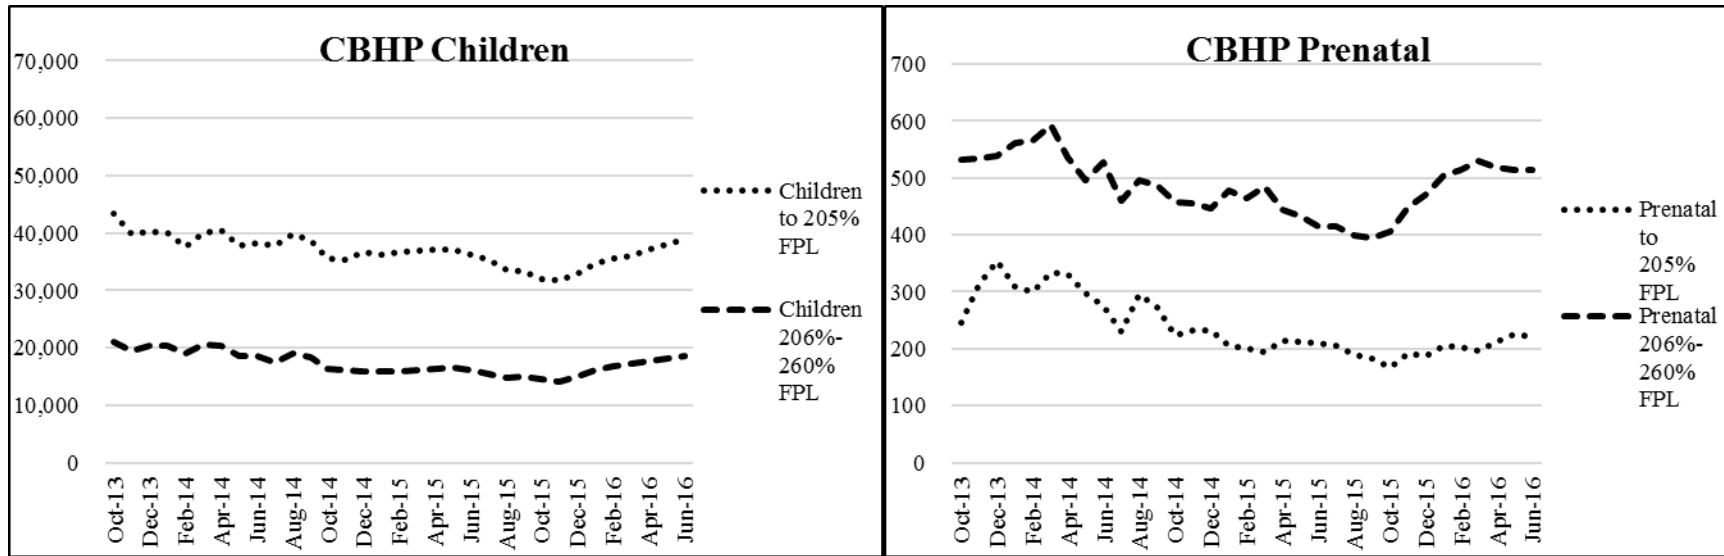 CBHP Children
70,000
60,000
50,000
40,000
30,000
20,000
10,000
0
Oct-13
Dec-13
Feb-14
Apr-14
Jun-14
Aug-14
Oct-14
Dec-14
Feb-15
Apr-15
Jun-15
Aug-15
Oct-15
Dec-15
Feb-16
Apr-16
Jun-16
Children
to 205%
FPL
Children
206%-
260%
FPL
CBHP Prenatal
700
600
500
400
300
200
100
0
Oct-13
Dec-13
Feb-14
Apr-14
Jun-14
Aug-14
Oct-14
Dec-14
Feb-15
Apr-15
Jun-15
Aug-15
Oct-15
Dec-15
Feb-16
Apr-16
Jun-16
Prenatal
to
205%
FPL
Prenatal
206%-
260%
FPL